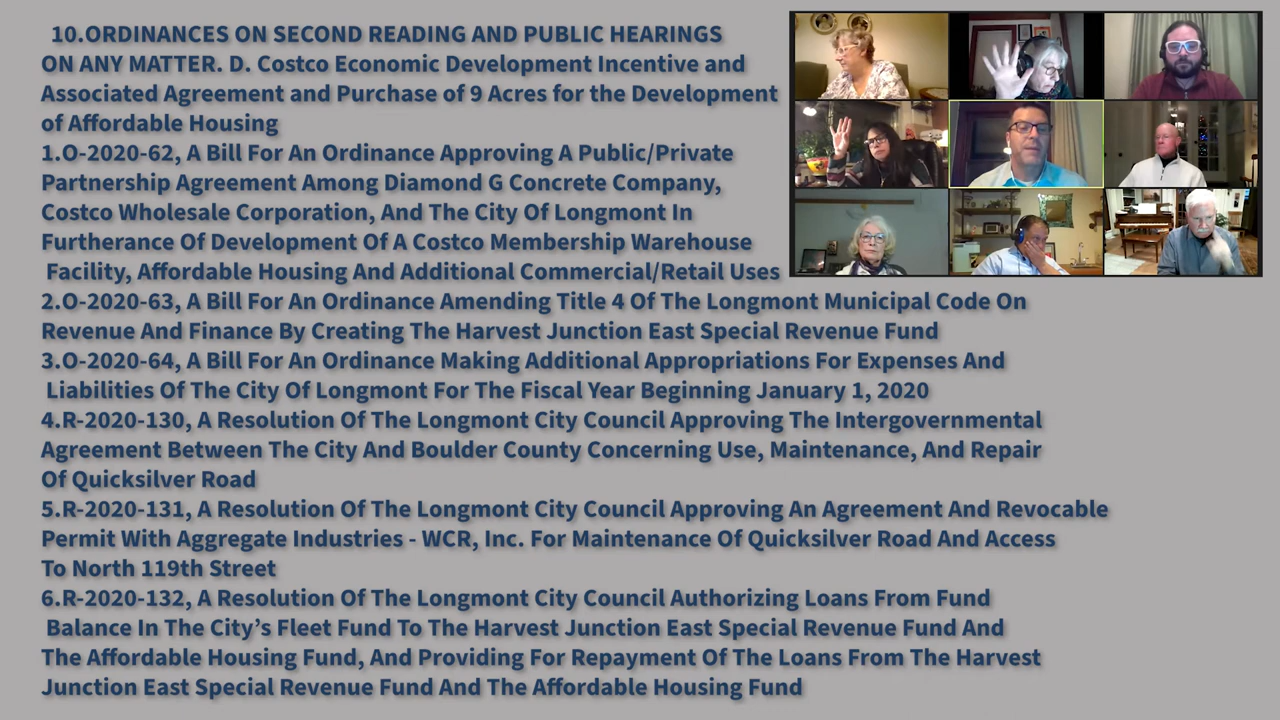 10.ORDINANCES ON SECOND READING AND PUBLIC HEARINGS
ON ANY MATTER. D. Costco Economic Development Incentive and
Associated Agreement and Purchase of 9 Acres for the Development
of Affordable Housing
1.O-2020-62, A Bill For An Ordinance Approving A Public/Private
Partnership Agreement Among Diamond G Concrete Company,
Costco Wholesale Corporation, And The City Of Longmont In
Furtherance Of Development Of A Costco Membership Warehouse
Facility, Affordable Housing And Additional Commercial/Retail Uses
2.O-2020-63, A Bill For An Ordinance Amending Title 4 Of The Longmont Municipal Code On
Revenue And Finance By Creating The Harvest Junction East Special Revenue Fund
3.O-2020-64, A Bill For An Ordinance Making Additional Appropriations For Expenses And
Liabilities Of The City Of Longmont For The Fiscal Year Beginning January 1, 2020
4.R-2020-130, A Resolution Of The Longmont City Council Approving The Intergovernmental
Agreement Between The City And Boulder County Concerning Use, Maintenance, And Repair
Of Quicksilver Road
5.R-2020-131, A Resolution Of The Longmont City Council Approving An Agreement And Revocable
Permit With Aggregate Industries - WCR, Inc. For Maintenance Of Quicksilver Road And Access
To North 119th Street
6.R-2020-132, A Resolution Of The Longmont City Council Authorizing Loans From Fund
Balance In The City’s Fleet Fund To The Harvest Junction East Special Revenue Fund And
The Affordable Housing Fund, And Providing For Repayment Of The Loans From The Harvest
Junction East Special Revenue Fund And The Affordable Housing Fund